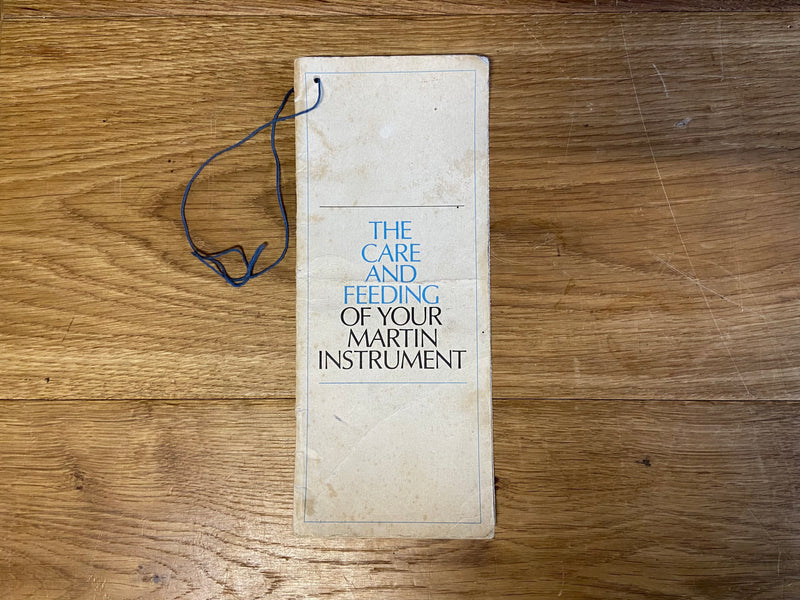 THE
CARE
AND
FEEDING
OF YOUR
MARTIN
INSTRUMENT